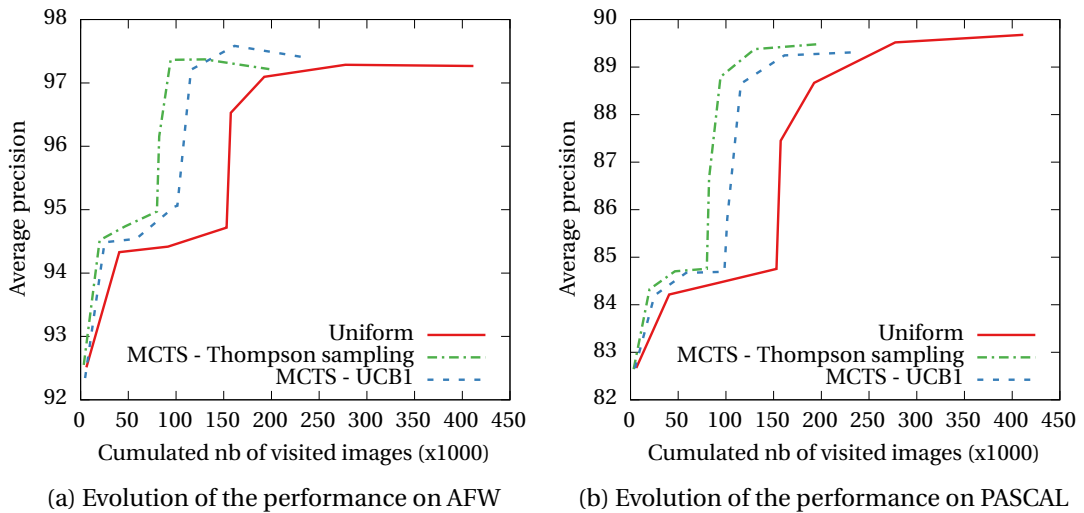 98
97
96
95
94
93
92
Average precision
0 50 100 150 200 250 300 350 400 450
Cumulated nb of visited images (x1000)
Uniform
MCTS - Thompson sampling
MCTS - UCB1
(a) Evolution of the performance on AFW
90
89
88
87
86
85
84
83
82
Average precision
0 50 100 150 200 250 300 350 400 450
Cumulated nb of visited images (x1000)
Uniform
MCTS - Thompson sampling
MCTS - UCB1
(b) Evolution of the performance on PASCAL